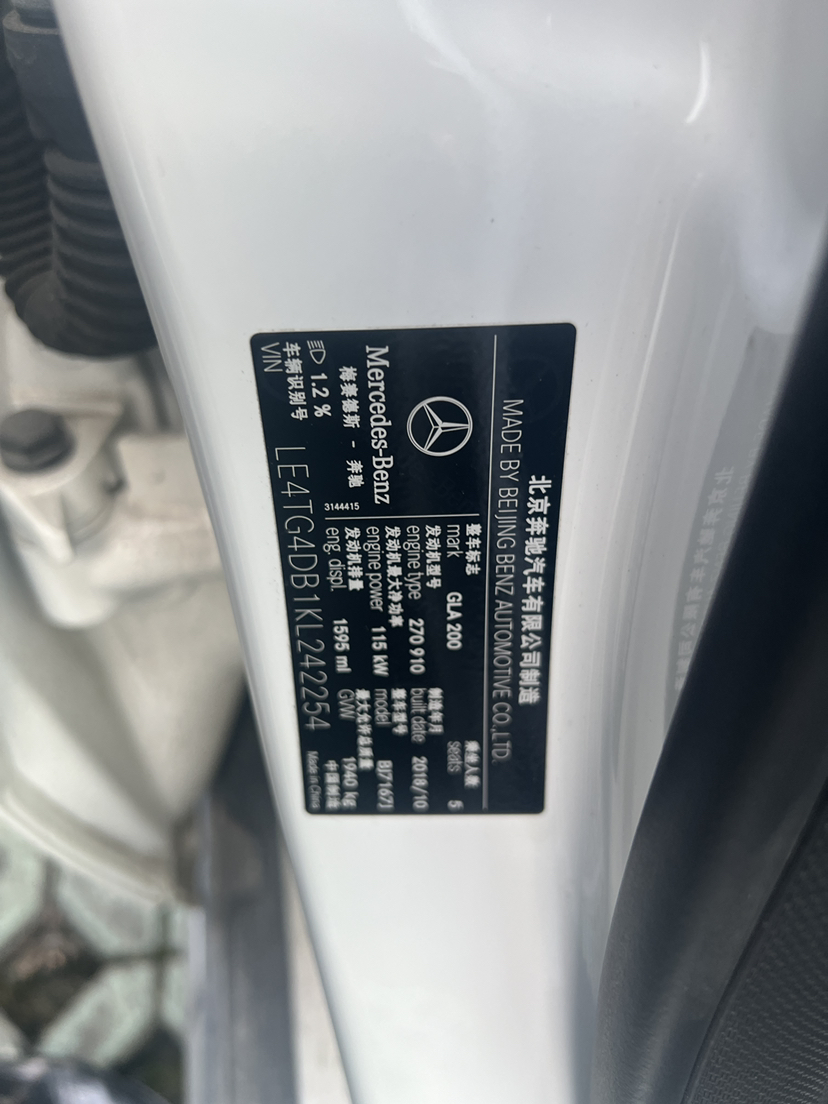 北京奔驰汽车有限公司制造
MADE BY BEIJING BENZ AUTOMOTIVE CO.,LTD.
整车标志 乘坐人数
mark GLA 200 seats 5
发动机型号 制造年月
engine type 270 910 built date 2018/10
发动机最大净功率 整车型号
engine power 115 kW model BJ7167J
发动机排量 最大允许总质量
eng. displ. 1595 ml GVW 1940 kg
Mercedes-Benz
梅赛德斯 - 奔驰
3144415
1.2 %
中国制造
Made in China
车辆识别号
VIN LE4TG4DB1KL242254